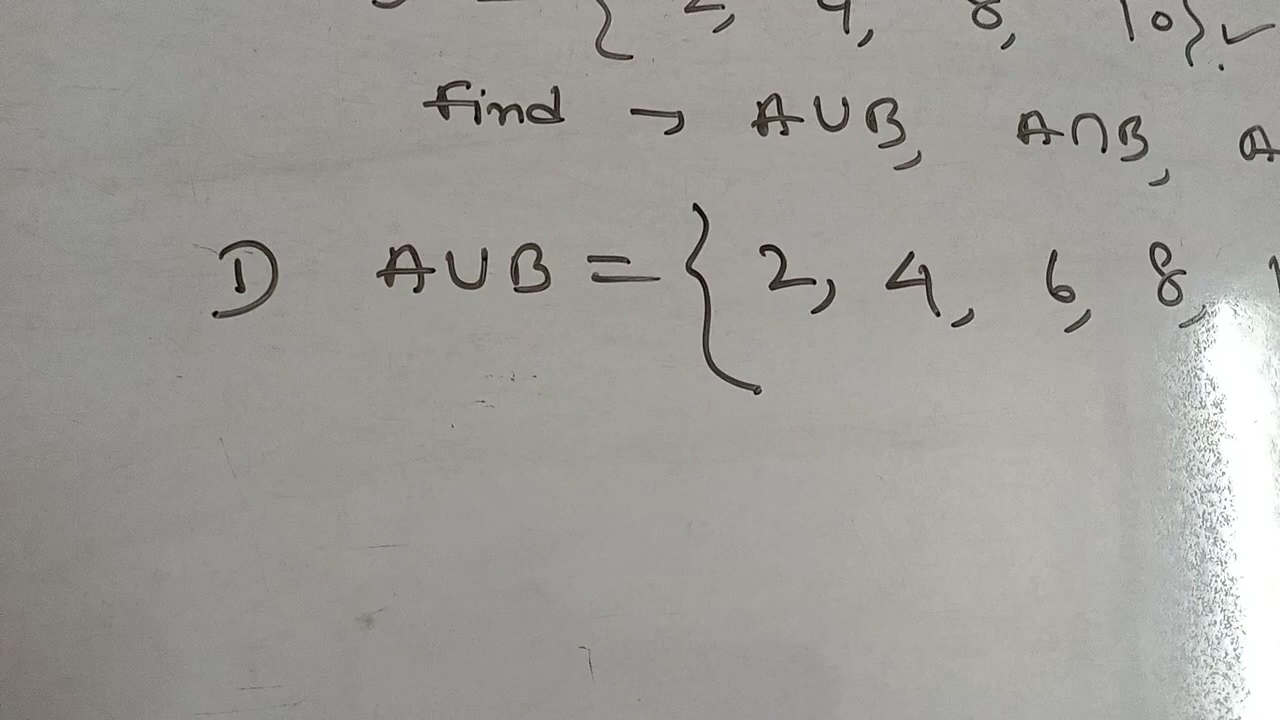 = { 2, 4, 8, 10}.
find → A∪B, A∩B, A
1) A∪B = { 2, 4, 6, 8,